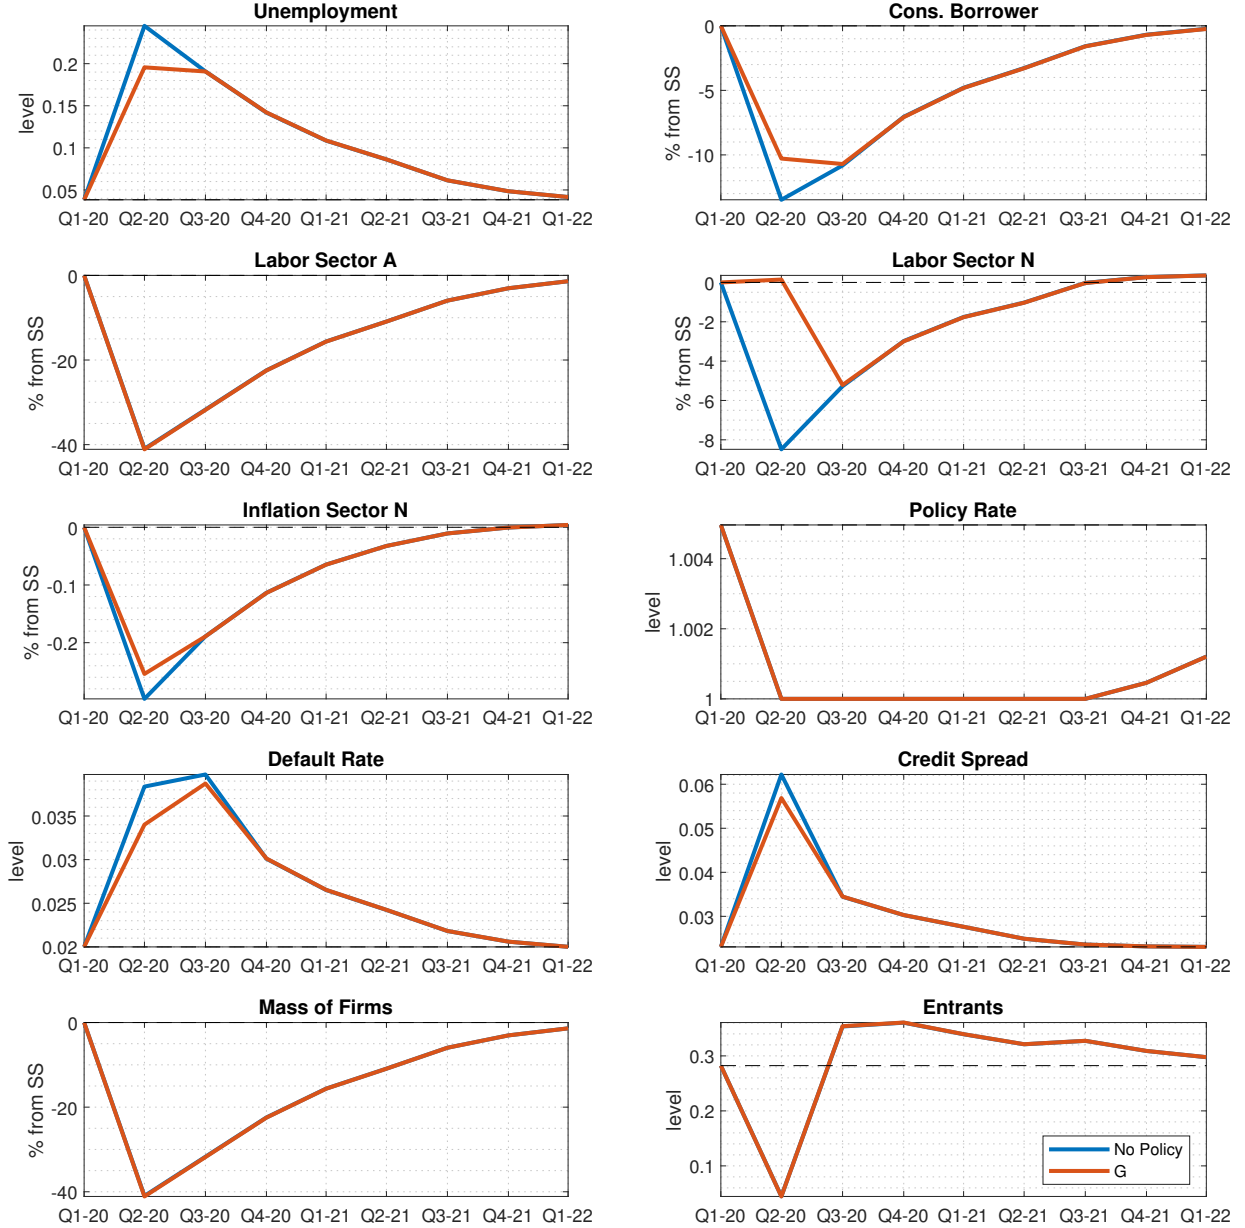 Unemployment
level
0.2
0.15
0.1
0.05
Q1-20 Q2-20 Q3-20 Q4-20 Q1-21 Q2-21 Q3-21 Q4-21 Q1-22
Cons. Borrower
% from SS
0
-5
-10
Q1-20 Q2-20 Q3-20 Q4-20 Q1-21 Q2-21 Q3-21 Q4-21 Q1-22
Labor Sector A
% from SS
0
-20
-40
Q1-20 Q2-20 Q3-20 Q4-20 Q1-21 Q2-21 Q3-21 Q4-21 Q1-22
Labor Sector N
% from SS
0
-2
-4
-6
-8
Q1-20 Q2-20 Q3-20 Q4-20 Q1-21 Q2-21 Q3-21 Q4-21 Q1-22
Inflation Sector N
% from SS
0
-0.1
-0.2
Q1-20 Q2-20 Q3-20 Q4-20 Q1-21 Q2-21 Q3-21 Q4-21 Q1-22
Policy Rate
level
1.004
1.002
1
Q1-20 Q2-20 Q3-20 Q4-20 Q1-21 Q2-21 Q3-21 Q4-21 Q1-22
Default Rate
level
0.035
0.03
0.025
0.02
Q1-20 Q2-20 Q3-20 Q4-20 Q1-21 Q2-21 Q3-21 Q4-21 Q1-22
Credit Spread
level
0.06
0.05
0.04
0.03
Q1-20 Q2-20 Q3-20 Q4-20 Q1-21 Q2-21 Q3-21 Q4-21 Q1-22
Mass of Firms
% from SS
0
-20
-40
Q1-20 Q2-20 Q3-20 Q4-20 Q1-21 Q2-21 Q3-21 Q4-21 Q1-22
Entrants
level
0.3
0.2
0.1
No Policy
G
Q1-20 Q2-20 Q3-20 Q4-20 Q1-21 Q2-21 Q3-21 Q4-21 Q1-22